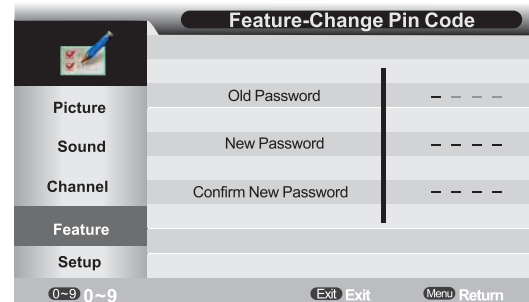 Feature-Change Pin Code
Picture
Sound
Channel
Feature
Setup
Old Password _ _ _ _
New Password _ _ _ _
Confirm New Password _ _ _ _
0~9 0~9 Exit Exit Menu Return